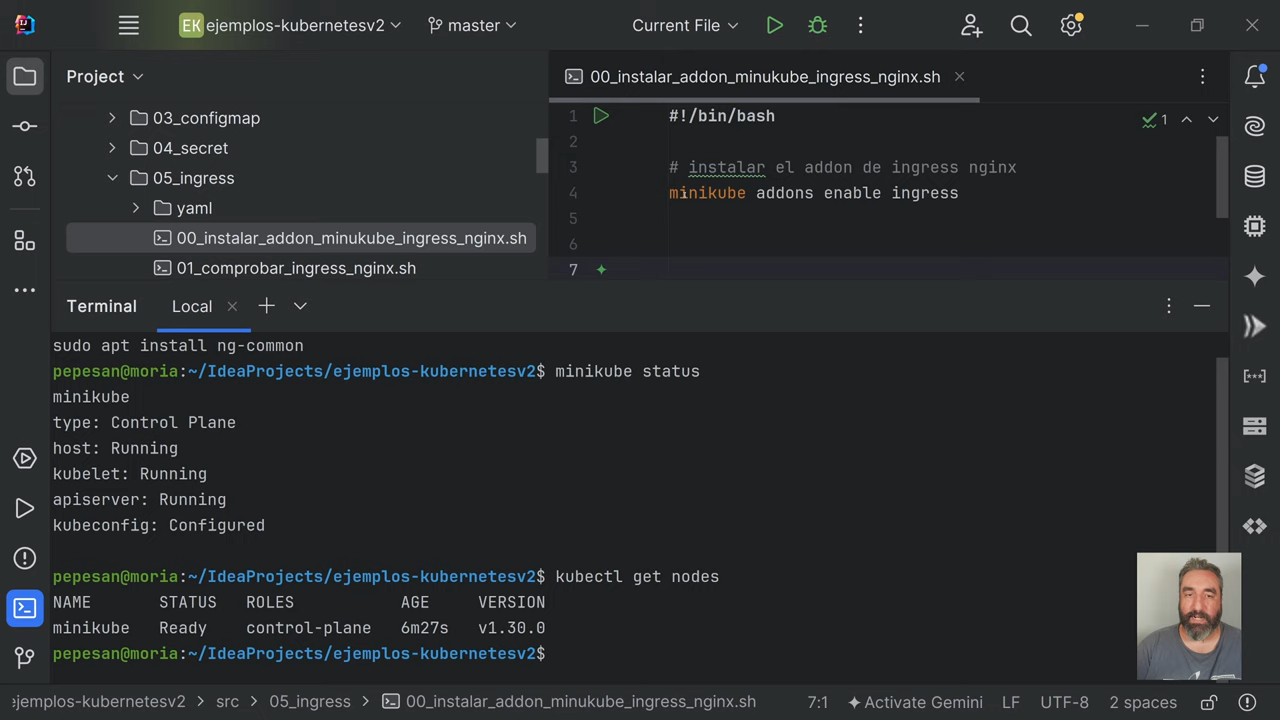 EK ejemplos-kubernetesv2 master Current File
Project
00_instalar_addon_minukube_ingress_nginx.sh
03_configmap
04_secret
05_ingress
yaml
00_instalar_addon_minukube_ingress_nginx.sh
01_comprobar_ingress_nginx.sh
1 #!/bin/bash
2
3 # instalar el addon de ingress nginx
4 minikube addons enable ingress
5
6
7
1
Terminal Local
sudo apt install ng-common
pepesan@moria:~/IdeaProjects/ejemplos-kubernetesv2$ minikube status
minikube
type: Control Plane
host: Running
kubelet: Running
apiserver: Running
kubeconfig: Configured
pepesan@moria:~/IdeaProjects/ejemplos-kubernetesv2$ kubectl get nodes
NAME STATUS ROLES AGE VERSION
minikube Ready control-plane 6m27s v1.30.0
pepesan@moria:~/IdeaProjects/ejemplos-kubernetesv2$
ejemplos-kubernetesv2 > src > 05_ingress > 00_instalar_addon_minukube_ingress_nginx.sh 7:1 Activate Gemini LF UTF-8 2 spaces